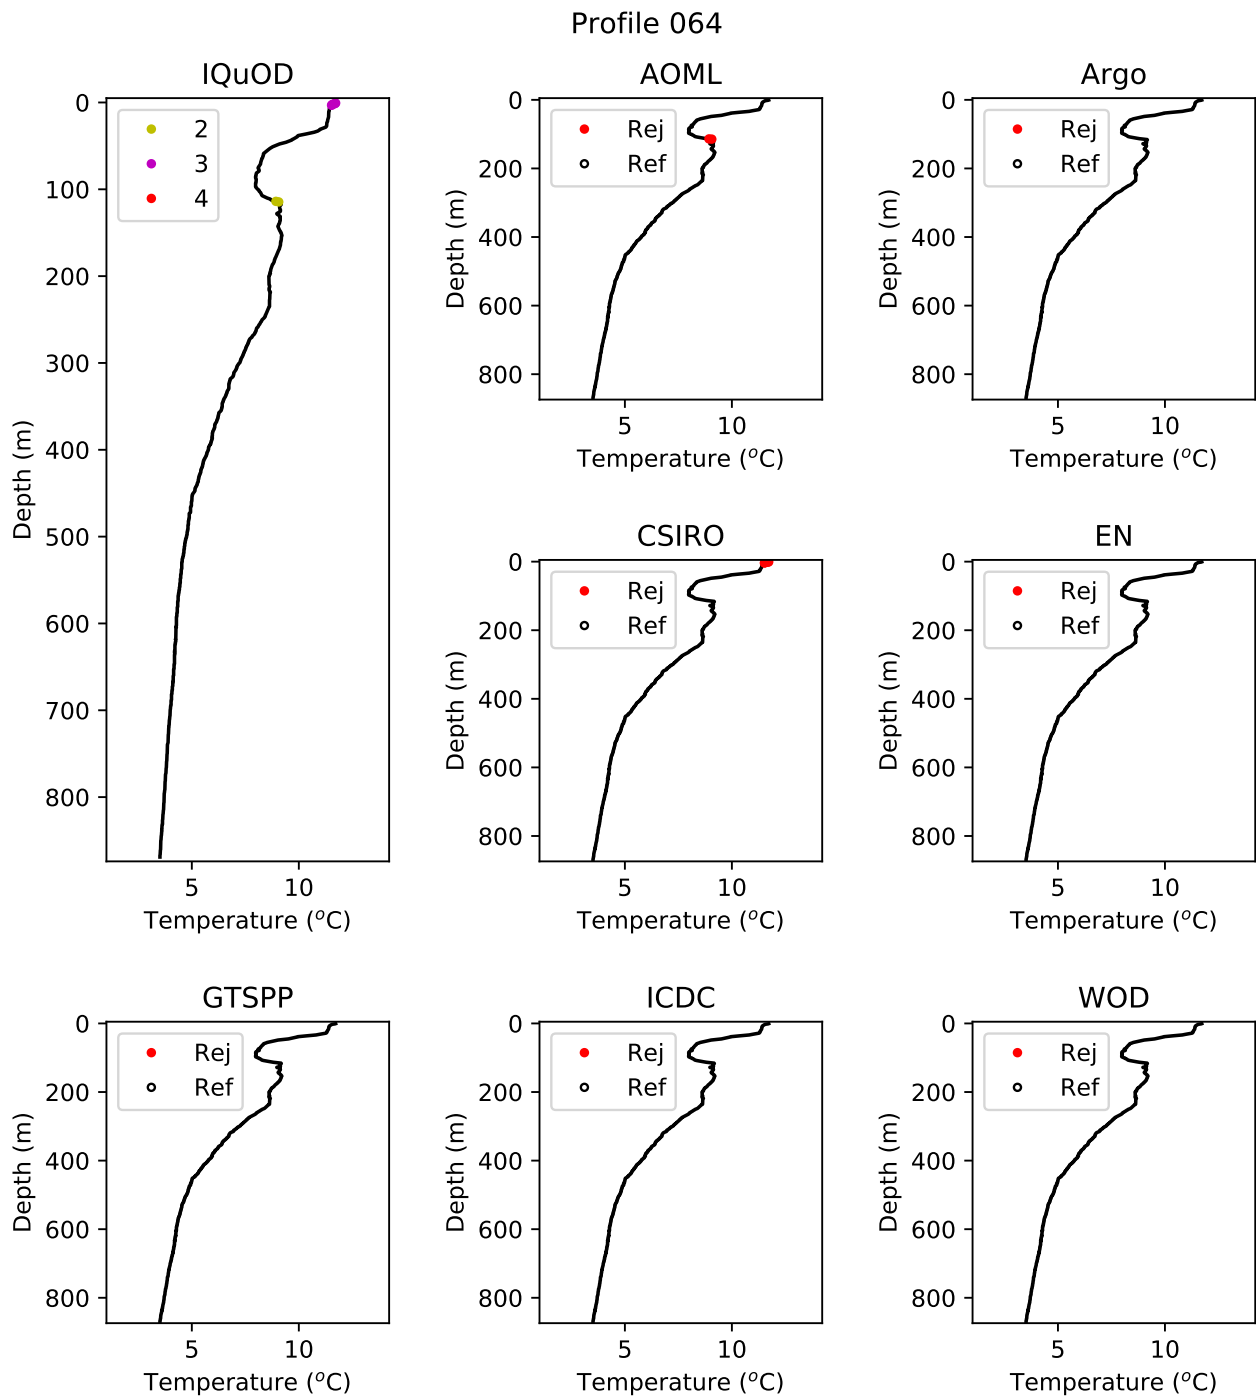 Profile 064
IQuOD
0
100
200
300
400
500
600
700
800
2
3
4
Depth (m)
5 10
Temperature (°C)
AOML
0
200
400
600
800
Rej
Ref
Depth (m)
5 10
Temperature (°C)
Argo
0
200
400
600
800
Rej
Ref
Depth (m)
5 10
Temperature (°C)
CSIRO
0
200
400
600
800
Rej
Ref
Depth (m)
5 10
Temperature (°C)
EN
0
200
400
600
800
Rej
Ref
Depth (m)
5 10
Temperature (°C)
GTSPP
0
200
400
600
800
Rej
Ref
Depth (m)
5 10
Temperature (°C)
ICDC
0
200
400
600
800
Rej
Ref
Depth (m)
5 10
Temperature (°C)
WOD
0
200
400
600
800
Rej
Ref
Depth (m)
5 10
Temperature (°C)